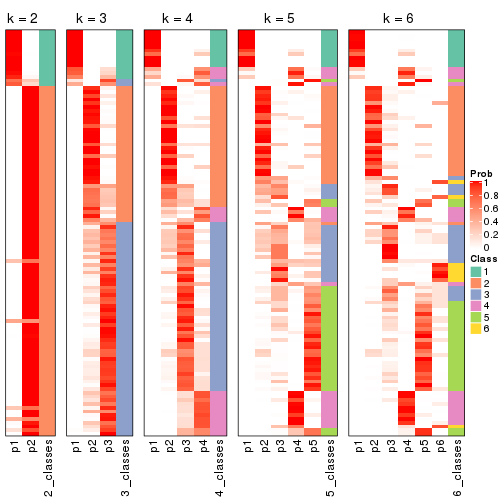 k = 2
k = 3
k = 4
k = 5
k = 6
Prob
1
0.8
0.6
0.4
0.2
0
Class
1
2
3
4
5
6
p1
p2
2_classes
p1
p2
p3
3_classes
p1
p2
p3
p4
4_classes
p1
p2
p3
p4
p5
5_classes
p1
p2
p3
p4
p5
p6
6_classes